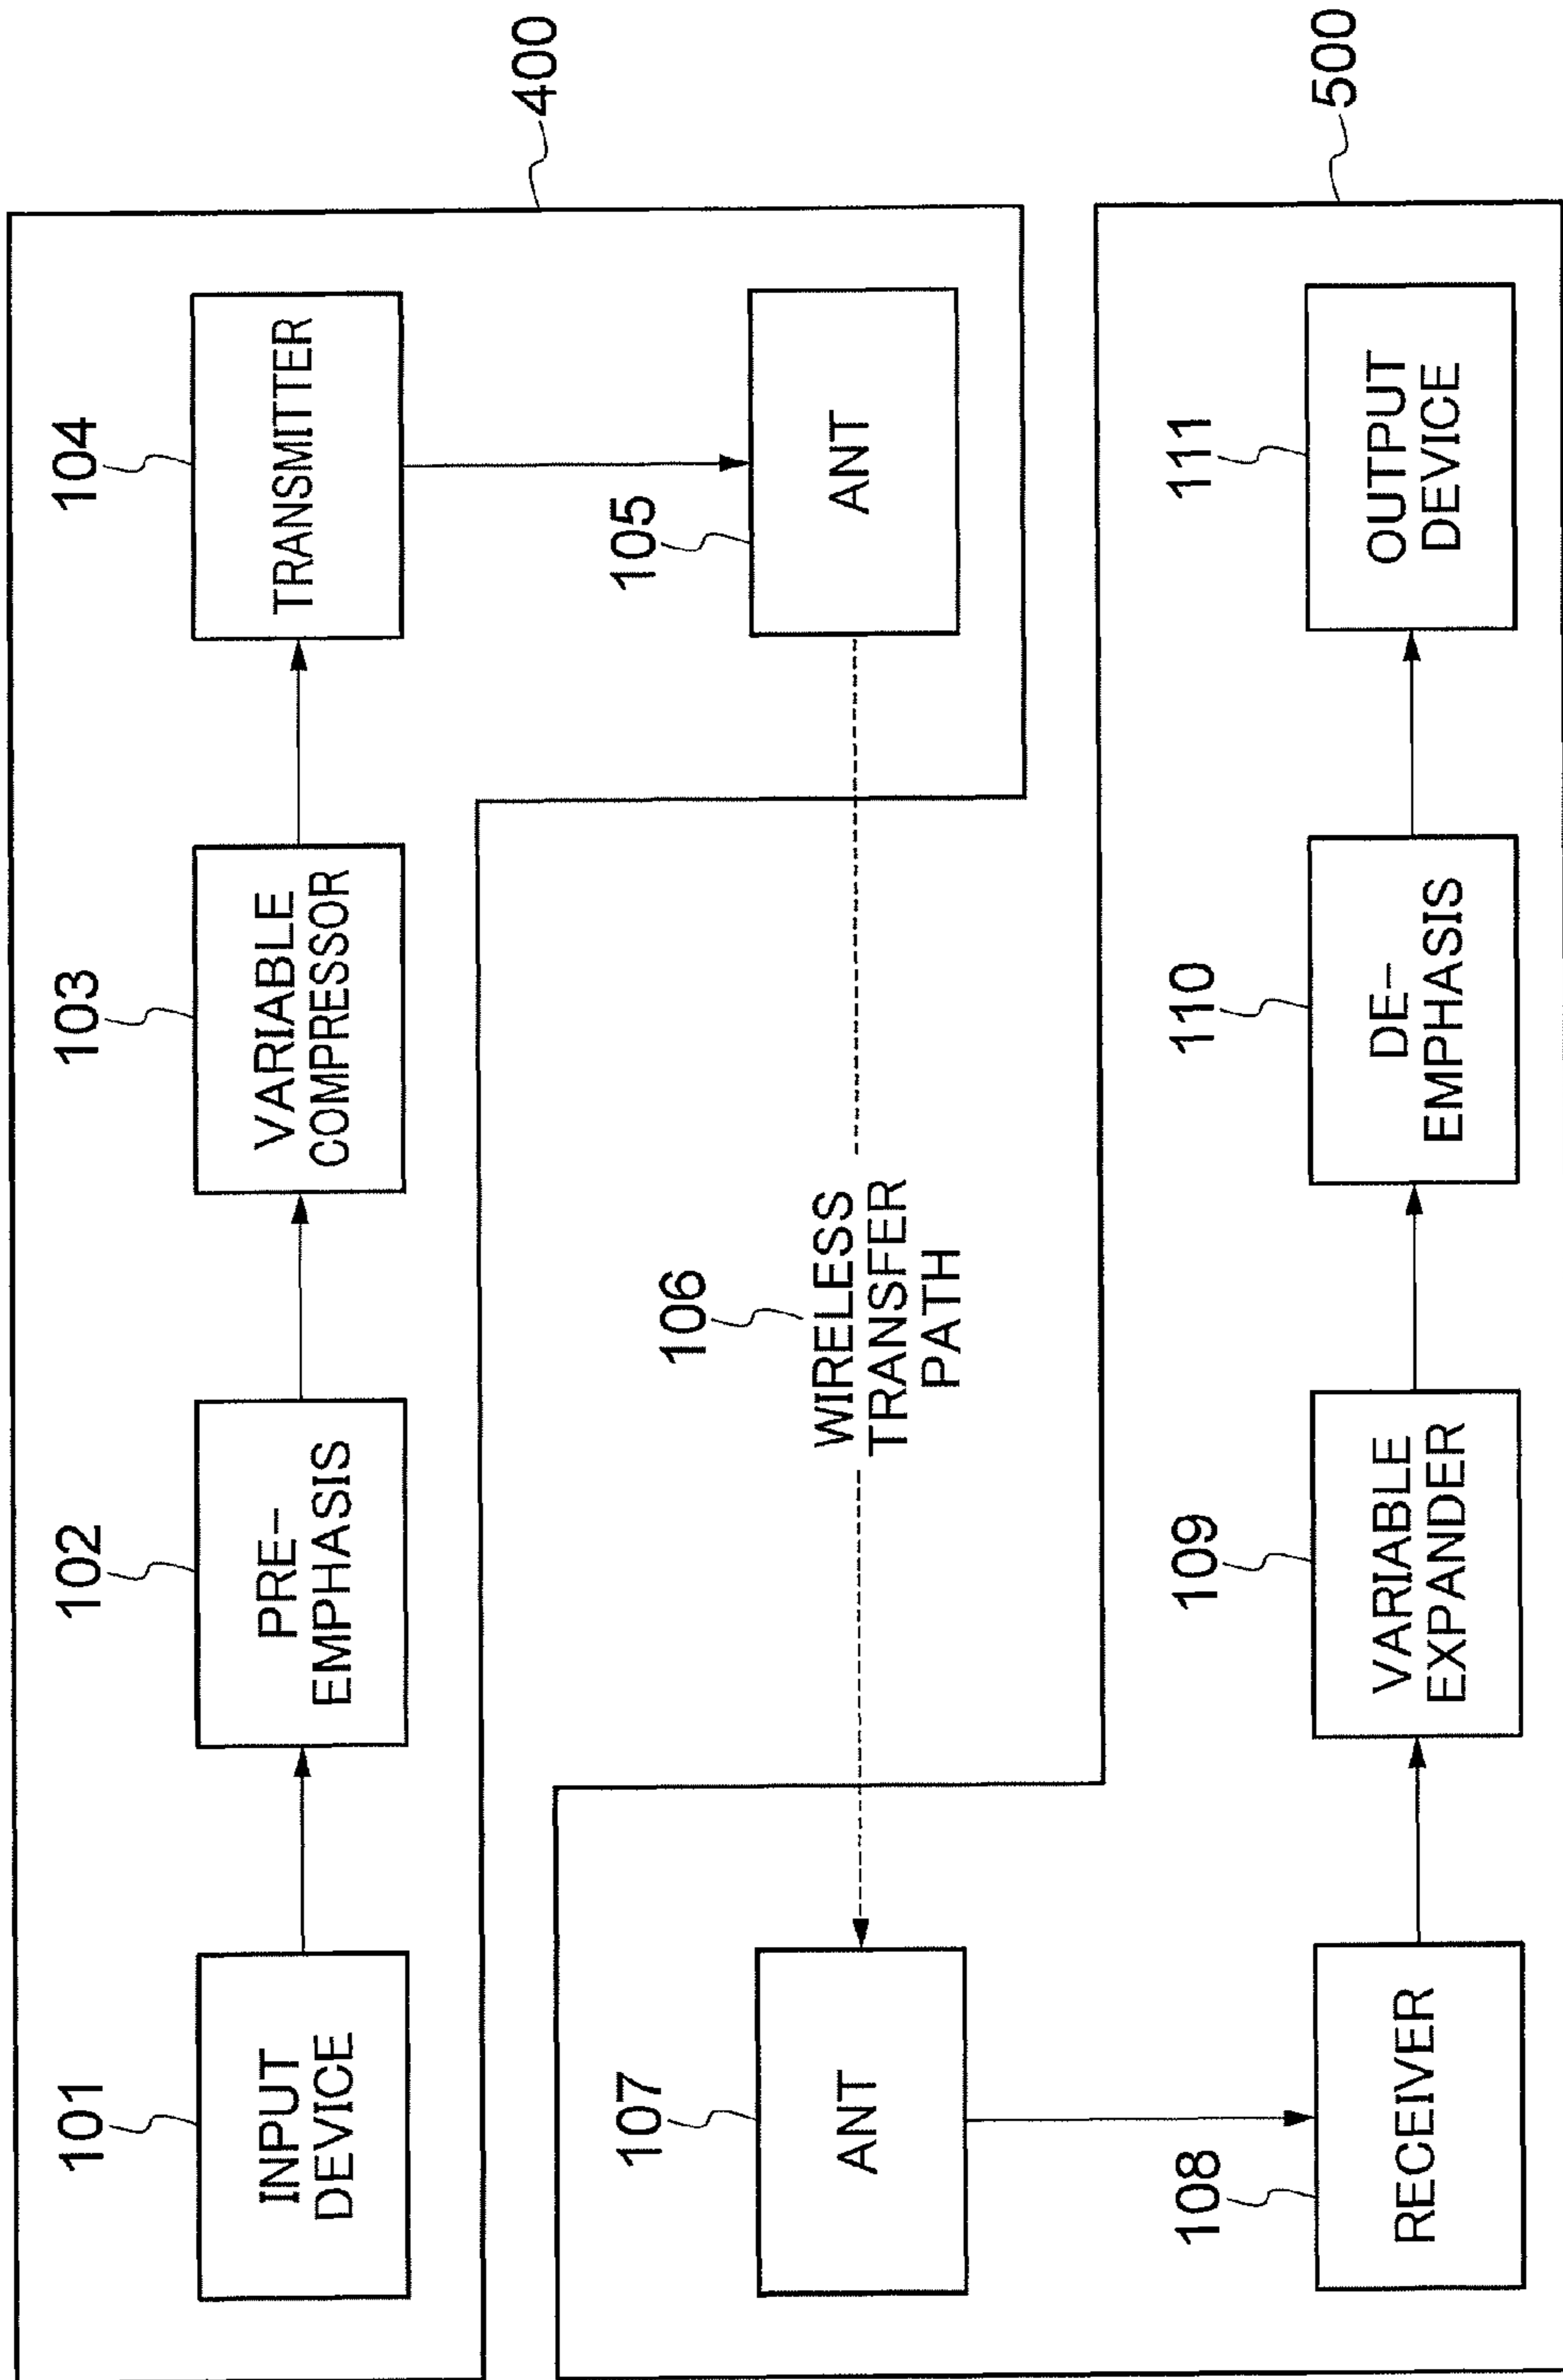 101
INPUT
DEVICE
102
PRE–
EMPHASIS
103
VARIABLE
COMPRESSOR
104
TRANSMITTER
400
105
ANT
106
WIRELESS
TRANSFER
PATH
107
ANT
108
RECEIVER
109
VARIABLE
EXPANDER
110
DE–
EMPHASIS
111
OUTPUT
DEVICE
500